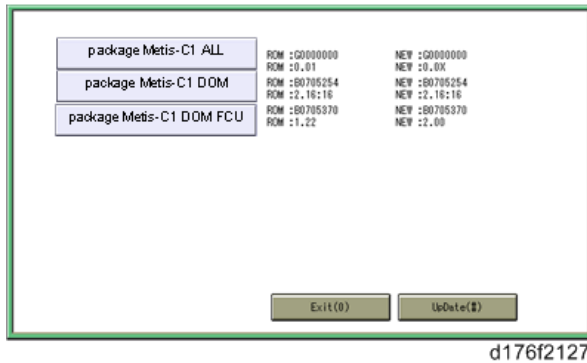 package Metis-C1 ALL ROM :G0000000 NEW :G0000000
ROM :0.01 NEW :0.0X
package Metis-C1 DOM ROM :B0705254 NEW :B0705254
ROM :2.16:16 NEW :2.16:16
package Metis-C1 DOM FCU ROM :B0705370 NEW :B0705370
ROM :1.22 NEW :2.00
Exit(0) UpDate(#)
d176f2127